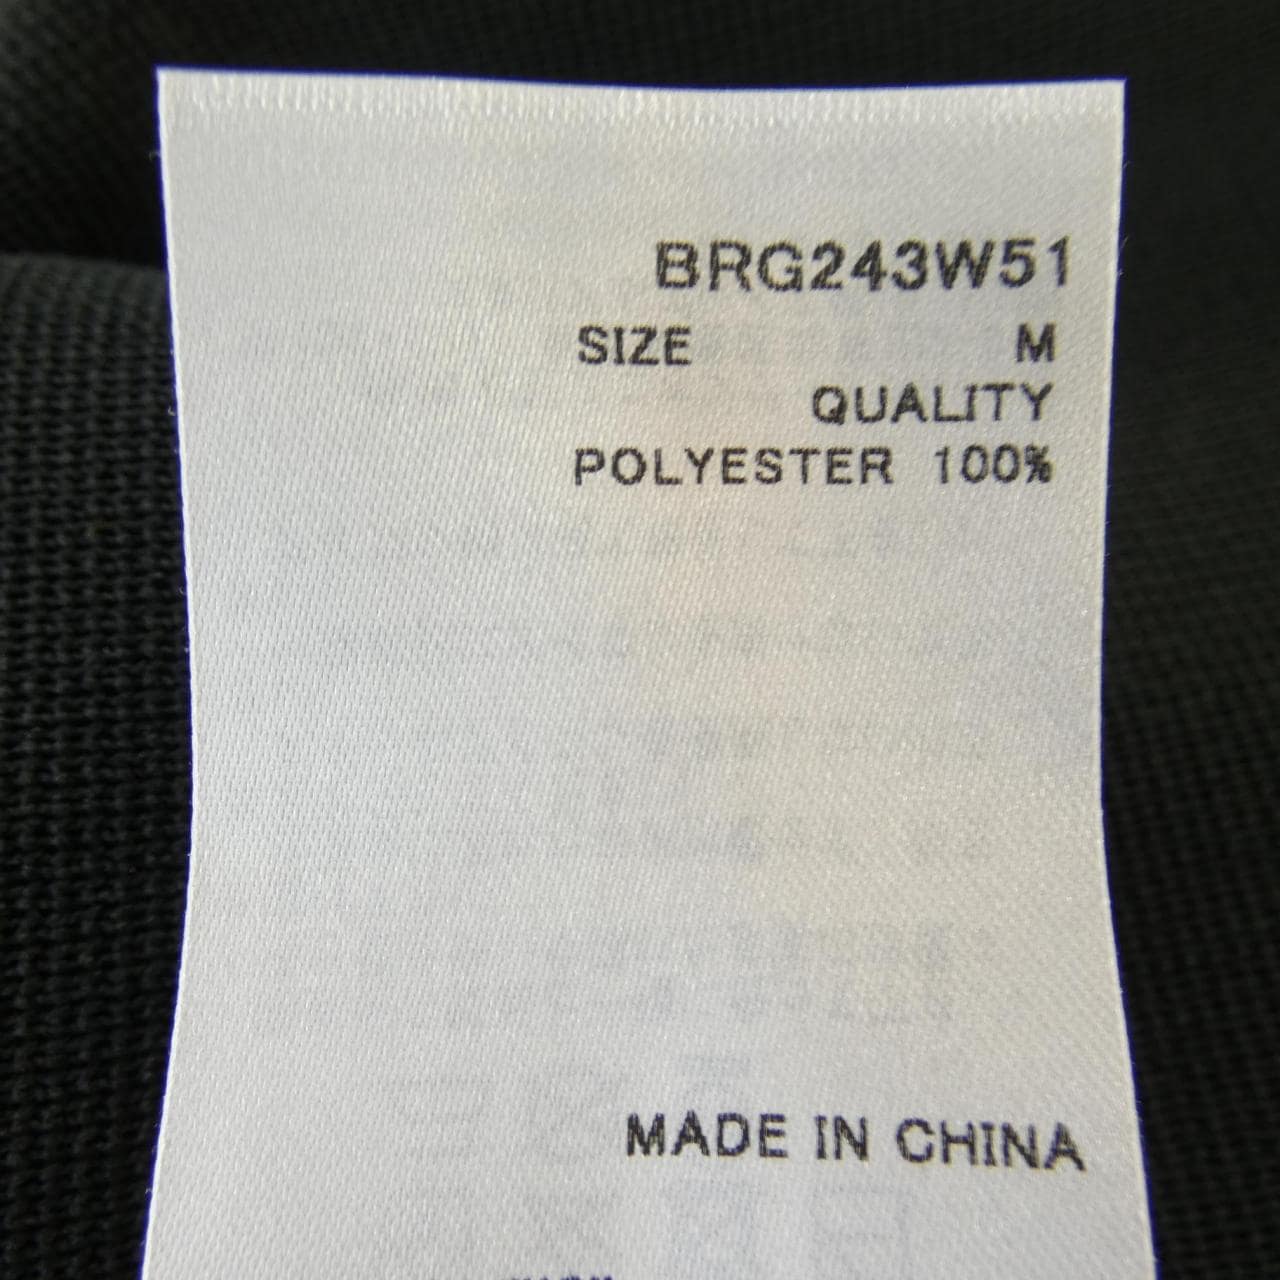 BRG243W51
SIZE M
QUALITY
POLYESTER 100%
MADE IN CHINA